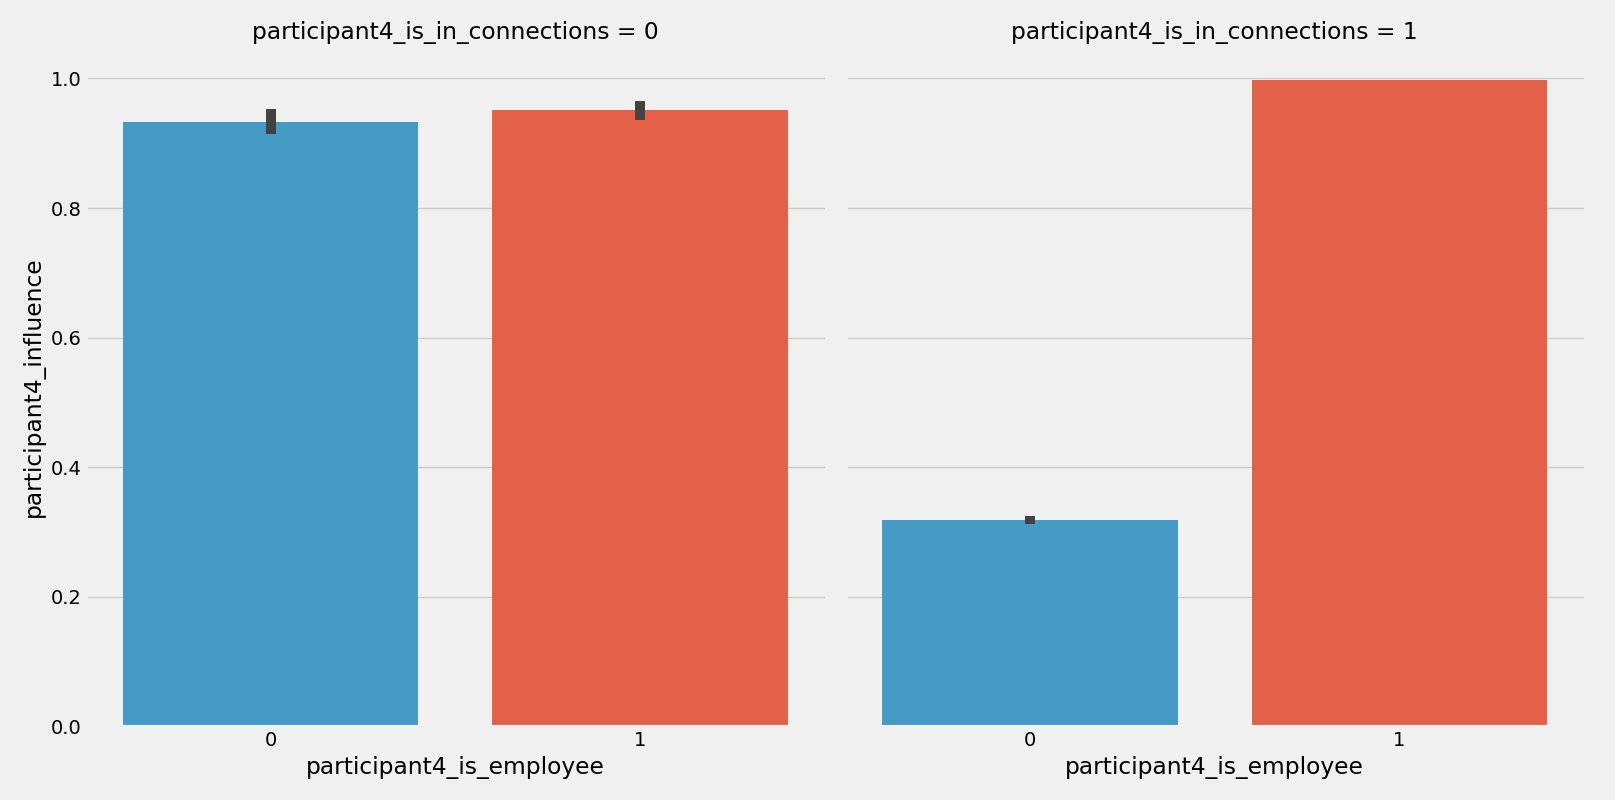 participant4_is_in_connections = 0
participant4_is_in_connections = 1
participant4_influence
1.0
0.8
0.6
0.4
0.2
0.0
0
1
0
1
participant4_is_employee
participant4_is_employee